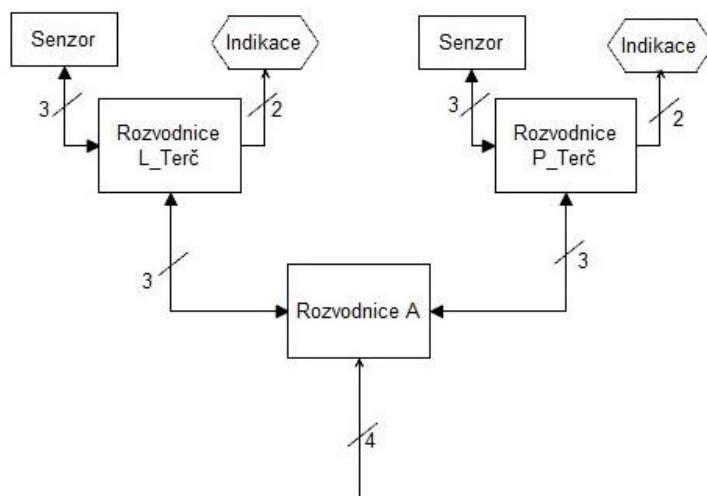 Senzor
Indikace
Senzor
Indikace
3
2
3
2
Rozvodnice
L_Terč
Rozvodnice
P_Terč
3
3
Rozvodnice A
4